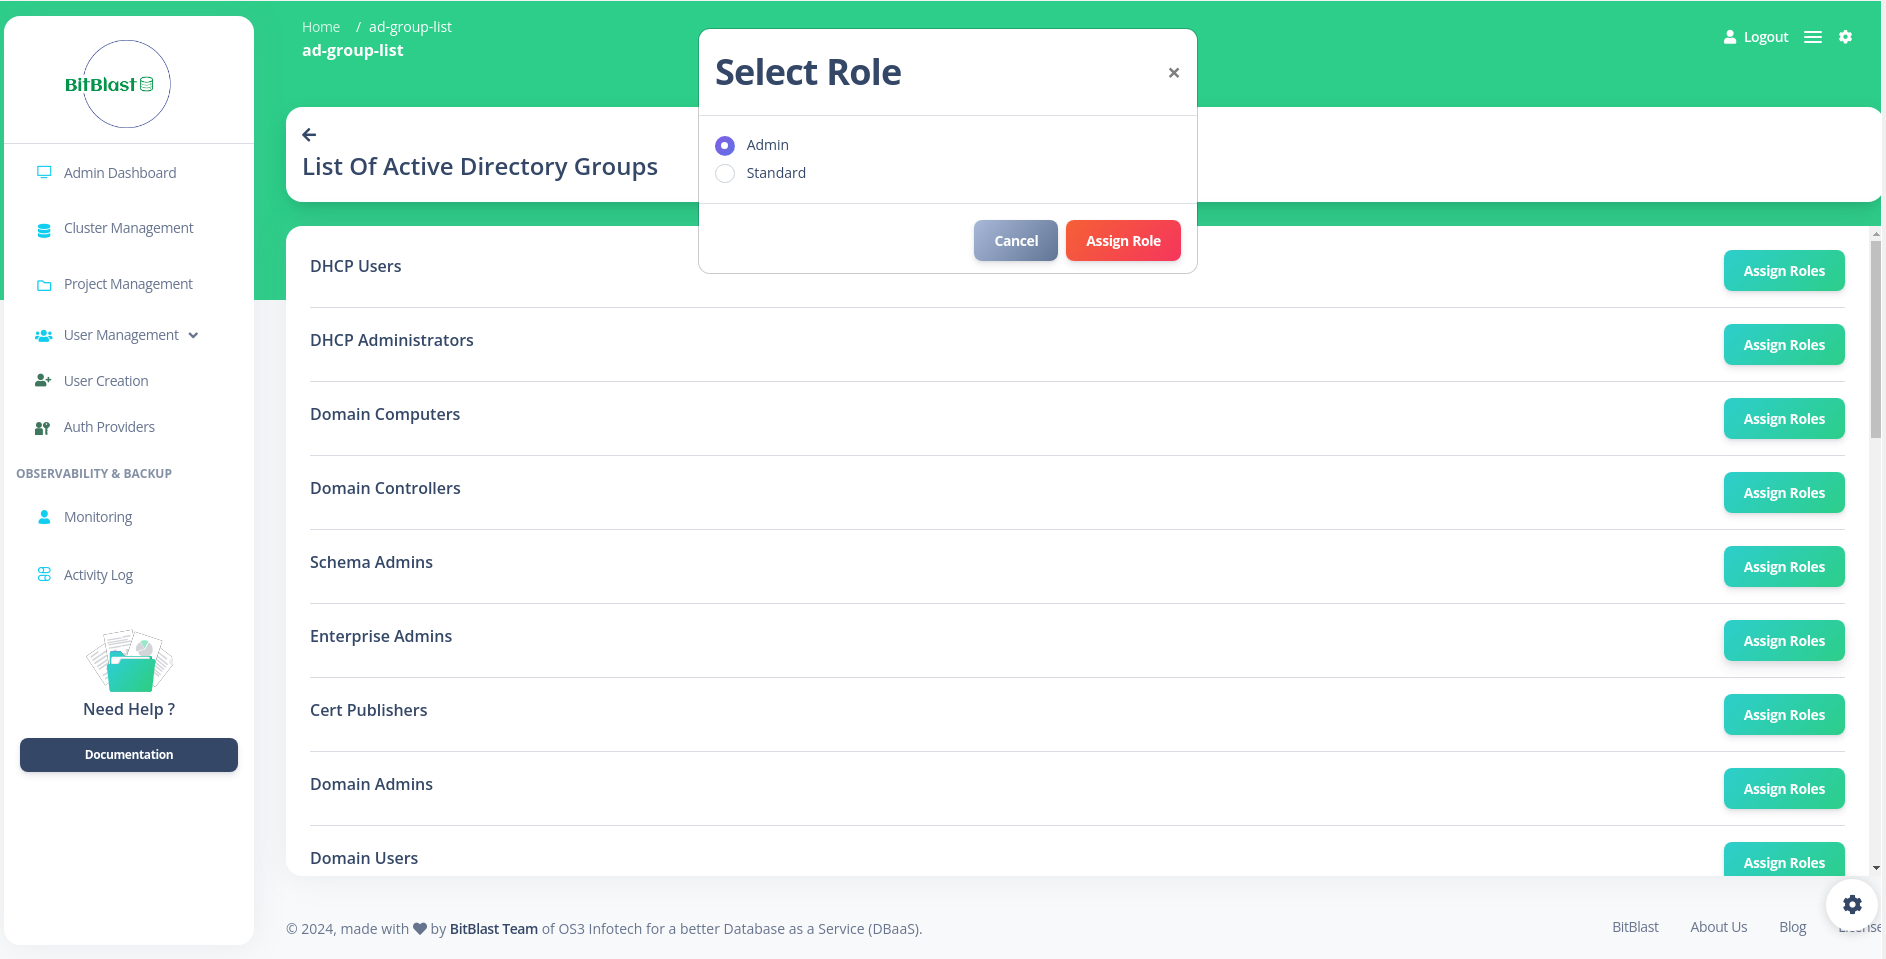 BitBlast
Admin Dashboard
Cluster Management
Project Management
User Management
User Creation
Auth Providers
OBSERVABILITY & BACKUP
Monitoring
Activity Log
Need Help ?
Documentation
Home / ad-group-list
ad-group-list
Logout
List Of Active Directory Groups
Select Role
×
Admin
Standard
Cancel
Assign Role
DHCP Users
Assign Roles
DHCP Administrators
Assign Roles
Domain Computers
Assign Roles
Domain Controllers
Assign Roles
Schema Admins
Assign Roles
Enterprise Admins
Assign Roles
Cert Publishers
Assign Roles
Domain Admins
Assign Roles
Domain Users
Assign Roles
© 2024, made with by BitBlast Team of OS3 Infotech for a better Database as a Service (DBaaS).
BitBlast
About Us
Blog